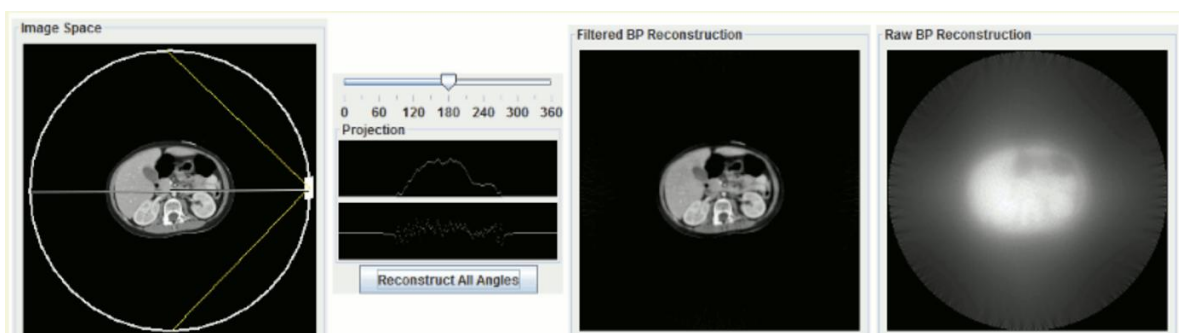 Image Space
0 60 120 180 240 300 360
Projection
Reconstruct All Angles
Filtered BP Reconstruction
Raw BP Reconstruction